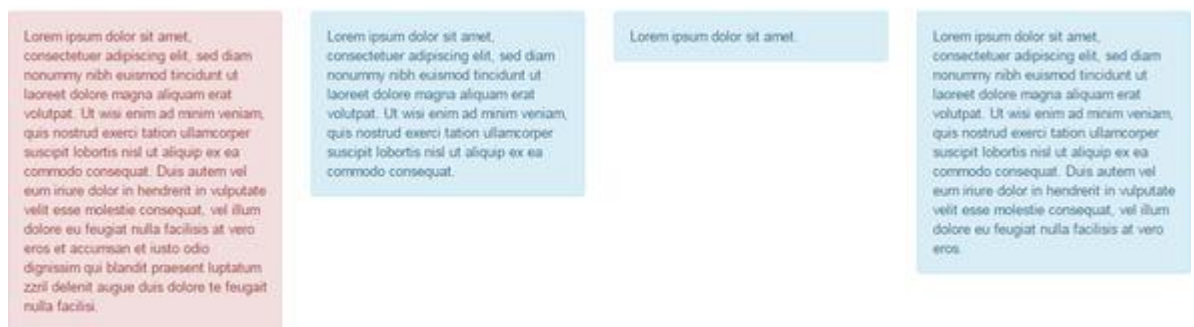 Lorem ipsum dolor sit amet,
consectetuer adipiscing elit, sed diam
nonummy nibh euismod tincidunt ut
laoreet dolore magna aliquam erat
volutpat. Ut wisi enim ad minim veniam,
quis nostrud exerci tation ullamcorper
suscipit lobortis nisl ut aliquip ex ea
commodo consequat. Duis autem vel
eum iriure dolor in hendrerit in vulputate
velit esse molestie consequat, vel illum
dolore eu feugiat nulla facilisis at vero
eros et accumsan et iusto odio
dignissim qui blandit praesent luptatum
zzril delenit augue duis dolore te feugait
nulla facilisi.
Lorem ipsum dolor sit amet,
consectetuer adipiscing elit, sed diam
nonummy nibh euismod tincidunt ut
laoreet dolore magna aliquam erat
volutpat. Ut wisi enim ad minim veniam,
quis nostrud exerci tation ullamcorper
suscipit lobortis nisl ut aliquip ex ea
commodo consequat.
Lorem ipsum dolor sit amet.
Lorem ipsum dolor sit amet,
consectetuer adipiscing elit, sed diam
nonummy nibh euismod tincidunt ut
laoreet dolore magna aliquam erat
volutpat. Ut wisi enim ad minim veniam,
quis nostrud exerci tation ullamcorper
suscipit lobortis nisl ut aliquip ex ea
commodo consequat. Duis autem vel
eum iriure dolor in hendrerit in vulputate
velit esse molestie consequat, vel illum
dolore eu feugiat nulla facilisis at vero
eros.